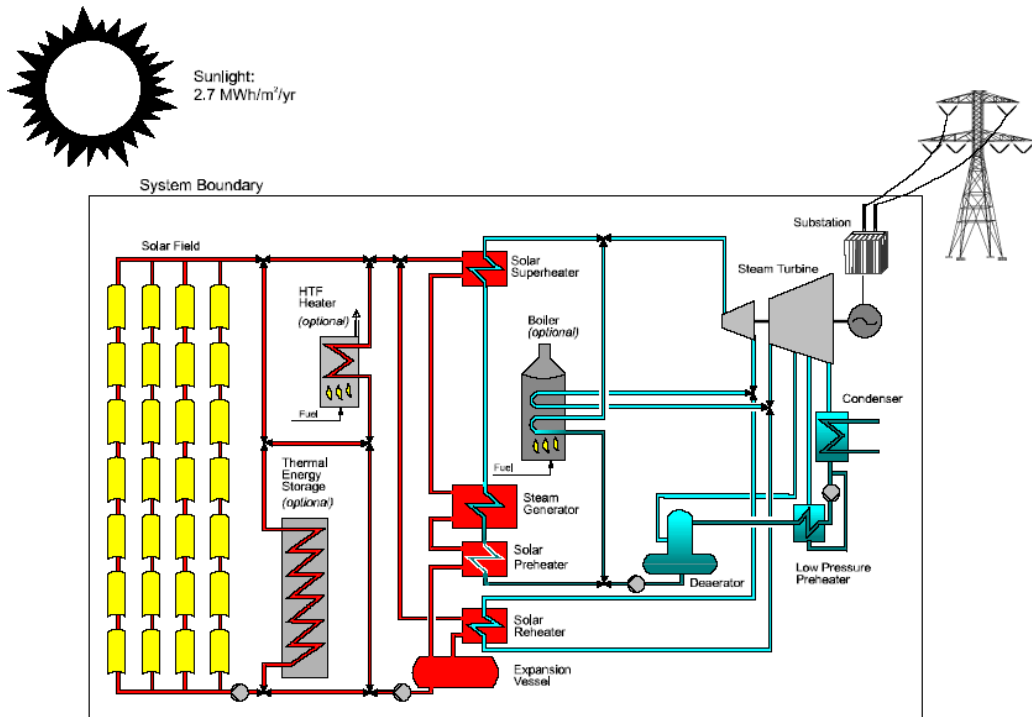 Sunlight:
2.7 MWh/m²/yr
System Boundary
Substation
Solar Field
Solar
Superheater
Steam Turbine
HTF
Heater
(optional)
Boiler
(optional)
Fuel
Condenser
Thermal
Energy
Storage
(optional)
Fuel
Steam
Generator
Solar
Preheater
Deaerator
Low Pressure
Preheater
Solar
Reheater
Expansion
Vessel